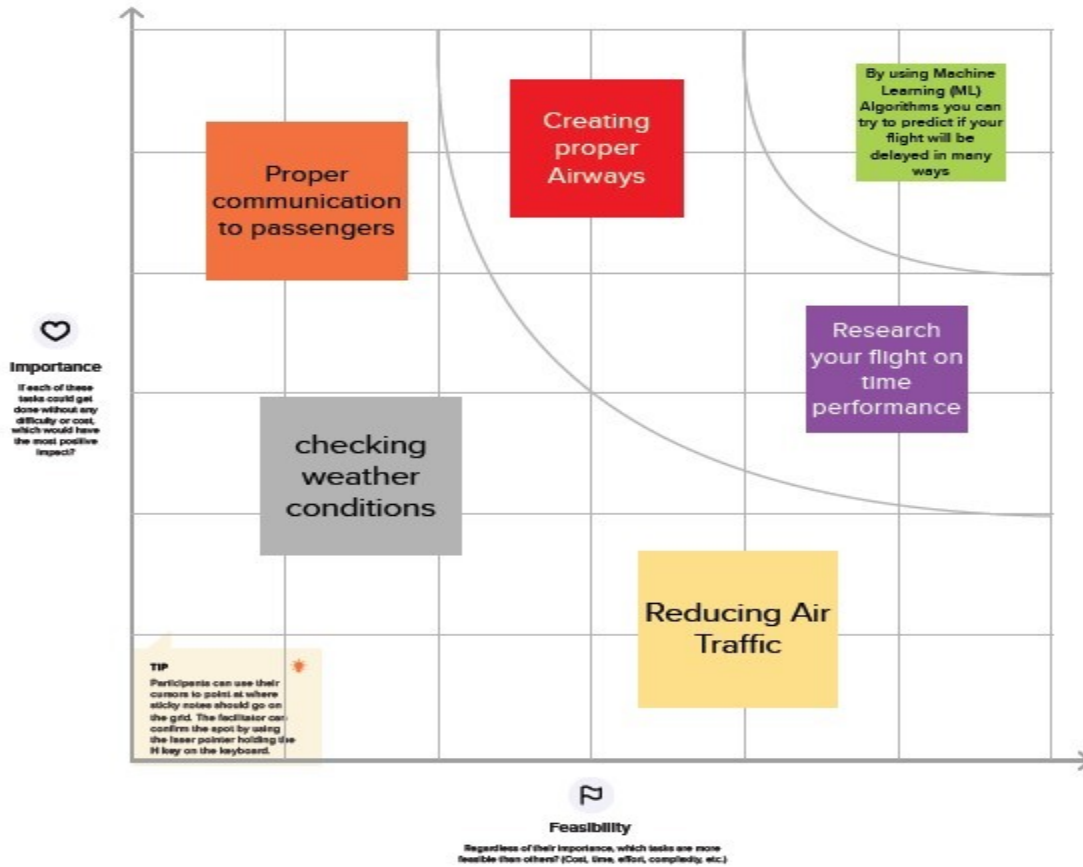 By using Machine
Learning (ML)
Algorithms you can
try to predict if your
flight will be
delayed in many
ways
Creating
proper
Airways
Proper
communication
to passengers
Research
your flight on
time
performance
Importance
If each of these
tasks could get
done without any
difficulty or cost,
which would have
the most positive
impact?
checking
weather
conditions
Reducing Air
Traffic
TIP
Participants can use their
cursors to point at where
sticky notes should go on
the grid. The facilitator can
confirm the spot by using
the laser pointer holding the
H key on the keyboard.
Feasibility
Regardless of their importance, which tasks are more
feasible than others? (Cost, time, effort, complexity, etc.)